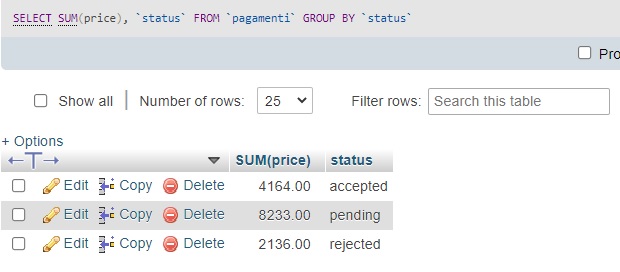 SELECT SUM(price), `status` FROM `pagamenti` GROUP BY `status`
Pro
Show all Number of rows: 25 Filter rows: Search this table
+ Options
←T→ SUM(price) status
Edit Copy Delete 4164.00 accepted
Edit Copy Delete 8233.00 pending
Edit Copy Delete 2136.00 rejected